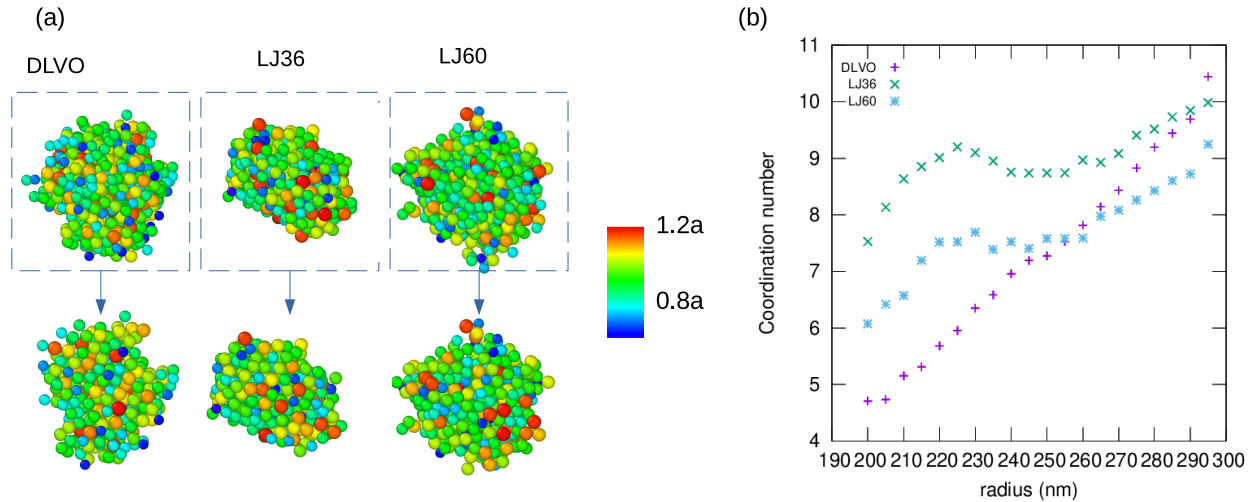 (a)
DLVO
LJ36
LJ60
1.2a
0.8a
(b)
DLVO
LJ36
LJ60
11
10
9
8
7
6
5
4
Coordination number
190 200 210 220 230 240 250 260 270 280 290 300
radius (nm)